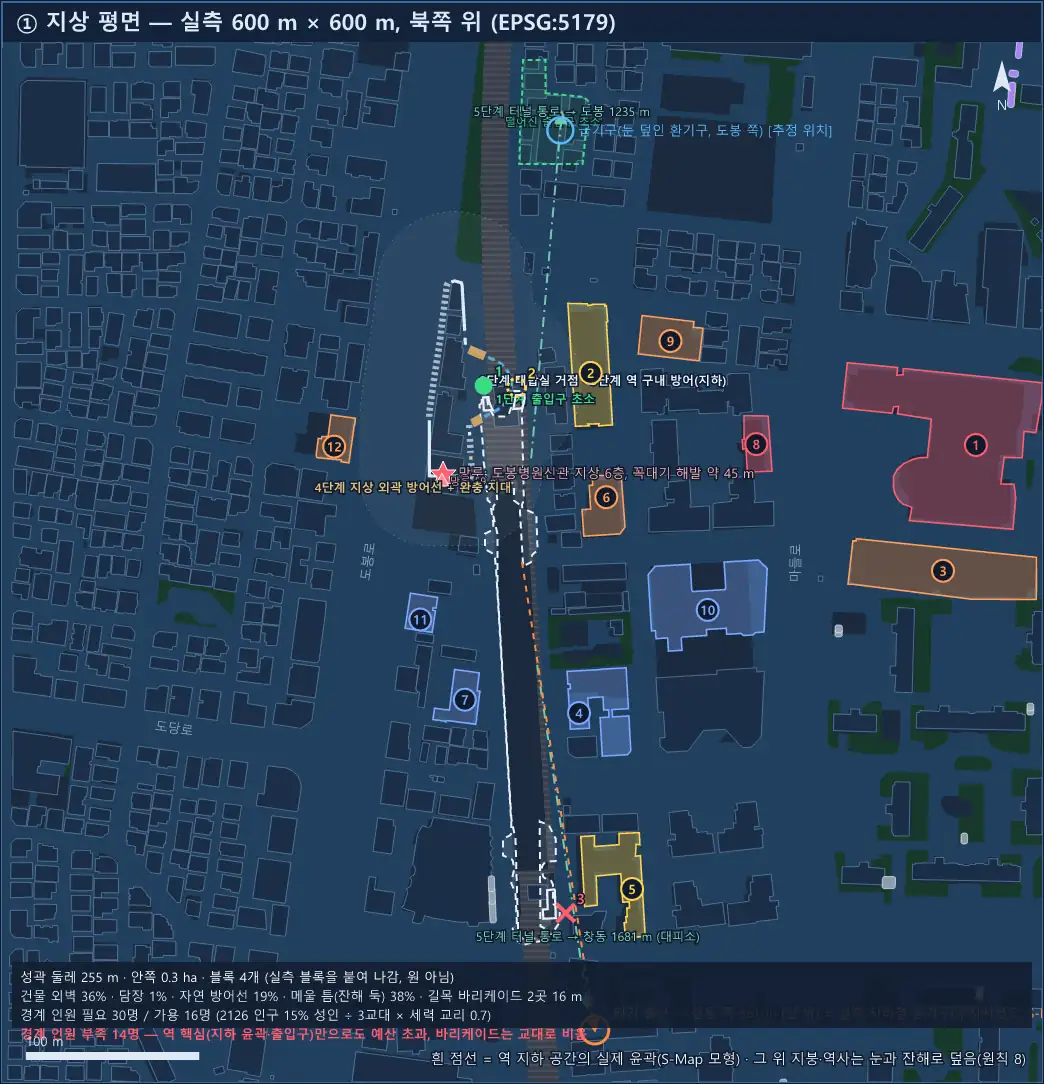 ① 지상 평면 — 실측 600 m × 600 m, 북쪽 위 (EPSG:5179)
N
5단계 터널 통로 → 도봉 1235 m
공기구(눈 덮인 환기구, 도봉 쪽) [추정 위치]
9
2
1
2
단계 역 구내 방어(지하)
1단계 출입구 초소
12
8
1
망루: 도봉병원신관 지상 6층, 꼭대기 해발 약 45 m
4단계 지상 외곽 방어선 + 완충 지대
6
도봉로
마들로
3
10
11
7
4
도당로
5
3
5단계 터널 통로 → 창동 1681 m (대피소)
성곽 둘레 255 m · 안쪽 0.3 ha · 블록 4개 (실측 블록을 붙여 나감, 원 아님)
건물 외벽 36% · 담장 1% · 자연 방어선 19% · 메울 틈(잔해 둑) 38% · 길목 바리케이드 2곳 16 m
경계 인원 필요 30명 / 가용 16명 (2126 인구 15% 성인 ÷ 3교대 × 세력 교리 0.7)
경계 인원 부족 14명 — 역 핵심(지하 윤곽·출입구)만으로도 예산 초과, 바리케이드는 교대로 비움
100 m
흰 점선 = 역 지하 공간의 실제 윤곽(S-Map 모형) · 그 위 지붕·역사는 눈과 잔해로 덮음(원칙 8)